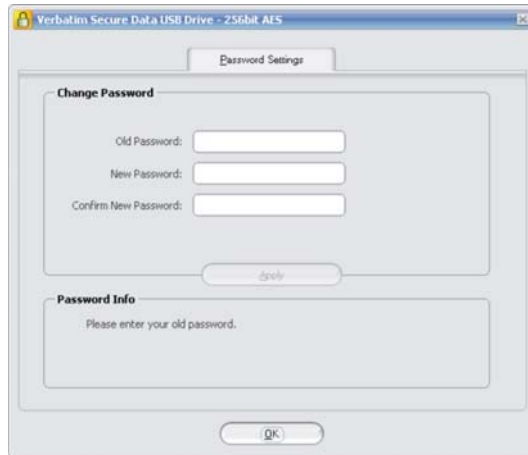 Verbatim Secure Data USB Drive - 256bit AES
Password Settings
Change Password
Old Password:
New Password:
Confirm New Password:
Apply
Password Info
Please enter your old password.
OK